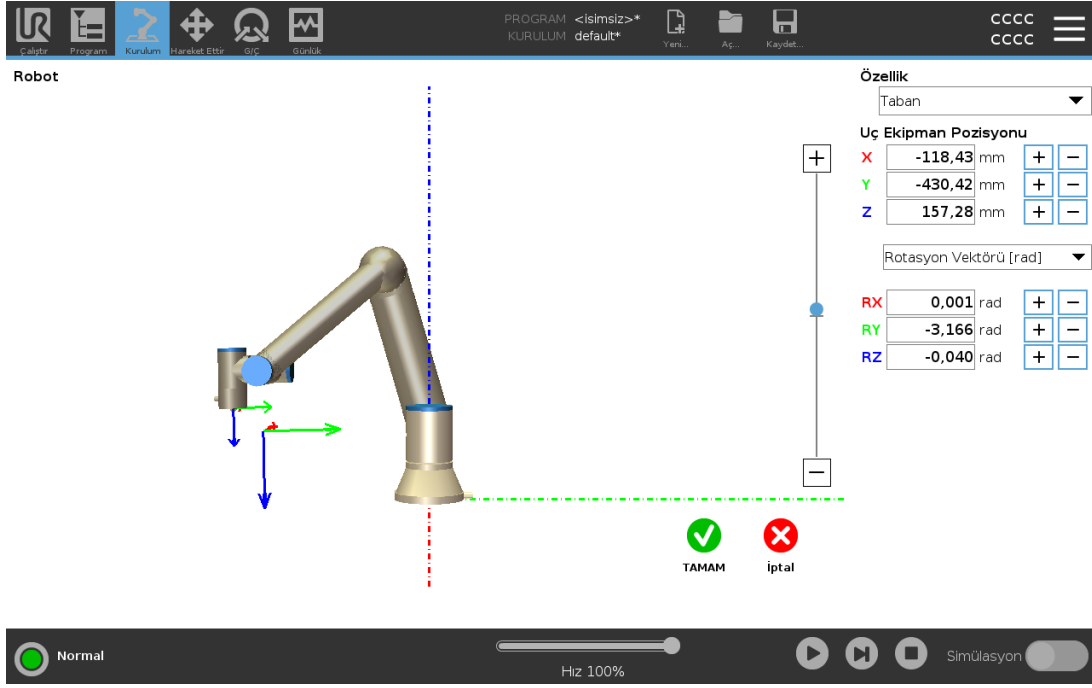 UR
Çalıştır
Program
Kurulum
Hareket Ettir
G/Ç
Günlük
PROGRAM <isimsiz>*
KURULUM default*
Yeni...
Aç...
Kaydet...
CCCC
CCCC
Robot
Özellik
Taban
Uç Ekipman Pozisyonu
X -118,43 mm + −
Y -430,42 mm + −
Z 157,28 mm + −
Rotasyon Vektörü [rad]
RX 0,001 rad + −
RY -3,166 rad + −
RZ -0,040 rad + −
+
−
TAMAM
İptal
Normal
Hız 100%
Simülasyon